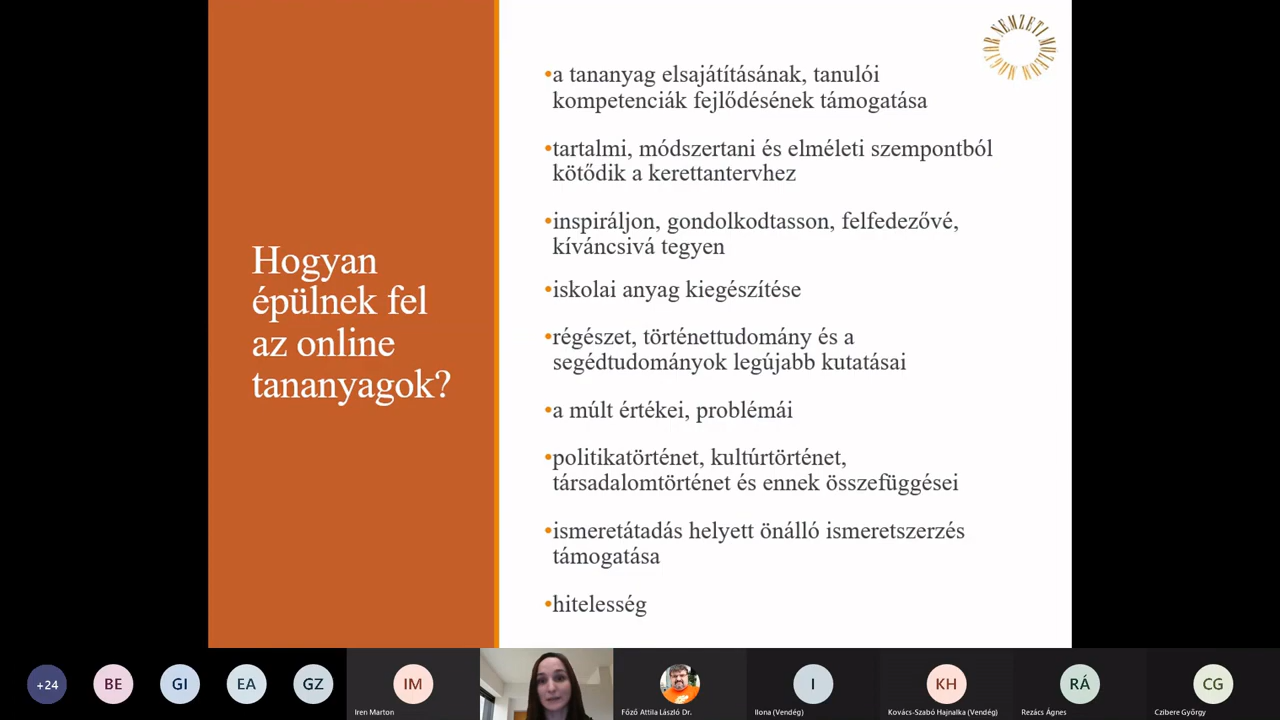 MAGYAR NEMZETI MÚZEUM
Hogyan
épülnek fel
az online
tananyagok?
•a tananyag elsajátításának, tanulói
kompetenciák fejlődésének támogatása
•tartalmi, módszertani és elméleti szempontból
kötődik a kerettantervhez
•inspiráljon, gondolkodtasson, felfedezővé,
kíváncsivá tegyen
•iskolai anyag kiegészítése
•régészet, történettudomány és a
segédtudományok legújabb kutatásai
•a múlt értékei, problémái
•politikatörténet, kultúrtörténet,
társadalomtörténet és ennek összefüggései
•ismeretátadás helyett önálló ismeretszerzés
támogatása
•hitelesség
+24
BE
GI
EA
GZ
IM
Iren Marton
Főző Attila László Dr.
I
Ilona (Vendég)
KH
Kovács-Szabó Hajnalka (Vendég)
RÁ
Rezács Ágnes
CG
Czibere György